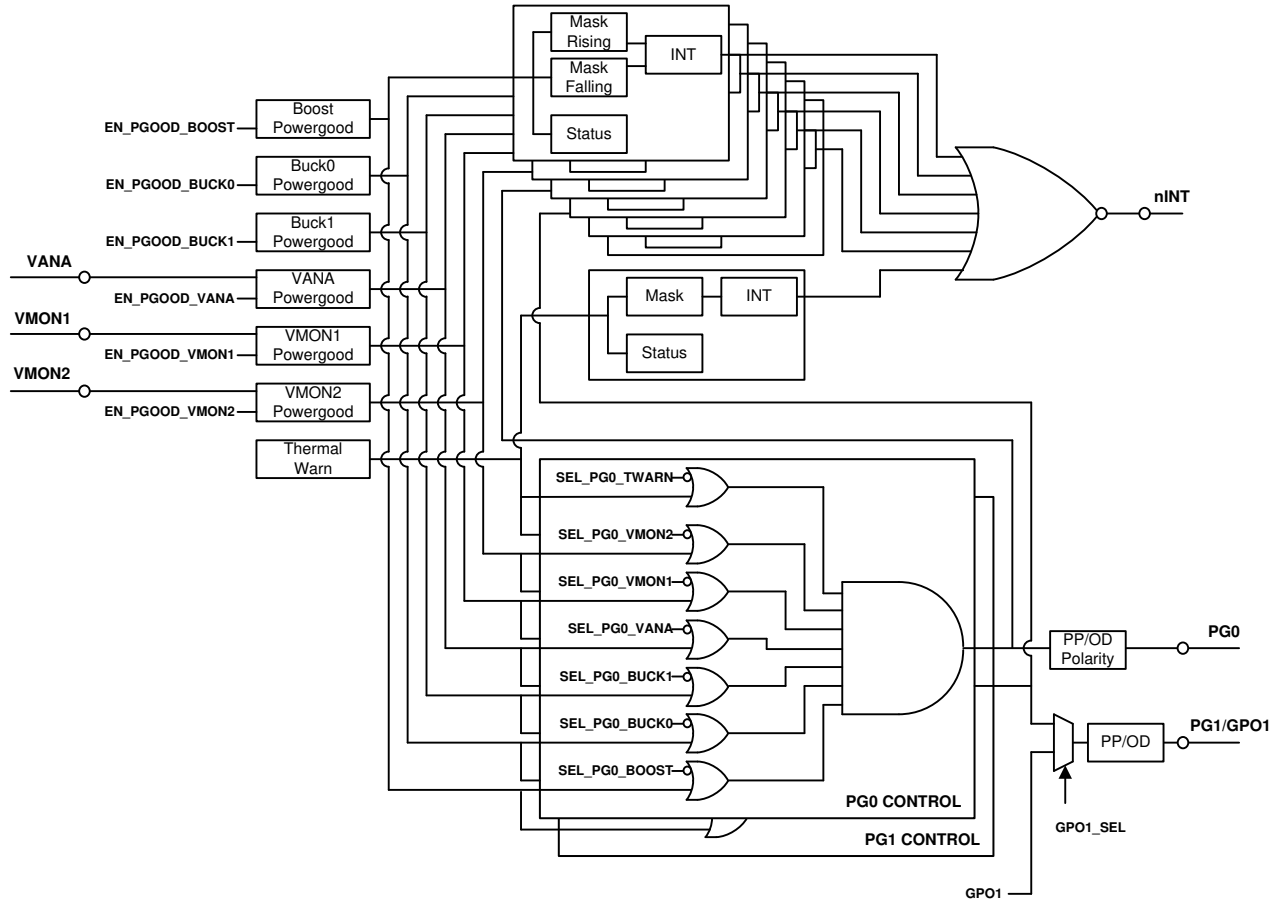 Mask
Rising
INT
Mask
Falling
Status
Boost
Powergood
EN_PGOOD_BOOST
Buck0
Powergood
EN_PGOOD_BUCK0
nINT
Buck1
Powergood
EN_PGOOD_BUCK1
VANA
VANA
Powergood
EN_PGOOD_VANA
Mask
INT
VMON1
VMON1
Powergood
EN_PGOOD_VMON1
Status
VMON2
VMON2
Powergood
EN_PGOOD_VMON2
Thermal
Warn
SEL_PG0_TWARN
SEL_PG0_VMON2
SEL_PG0_VMON1
SEL_PG0_VANA
SEL_PG0_BUCK1
SEL_PG0_BUCK0
SEL_PG0_BOOST
PP/OD
Polarity
PG0
PG1/GPO1
PP/OD
PG0 CONTROL
GPO1_SEL
PG1 CONTROL
GPO1